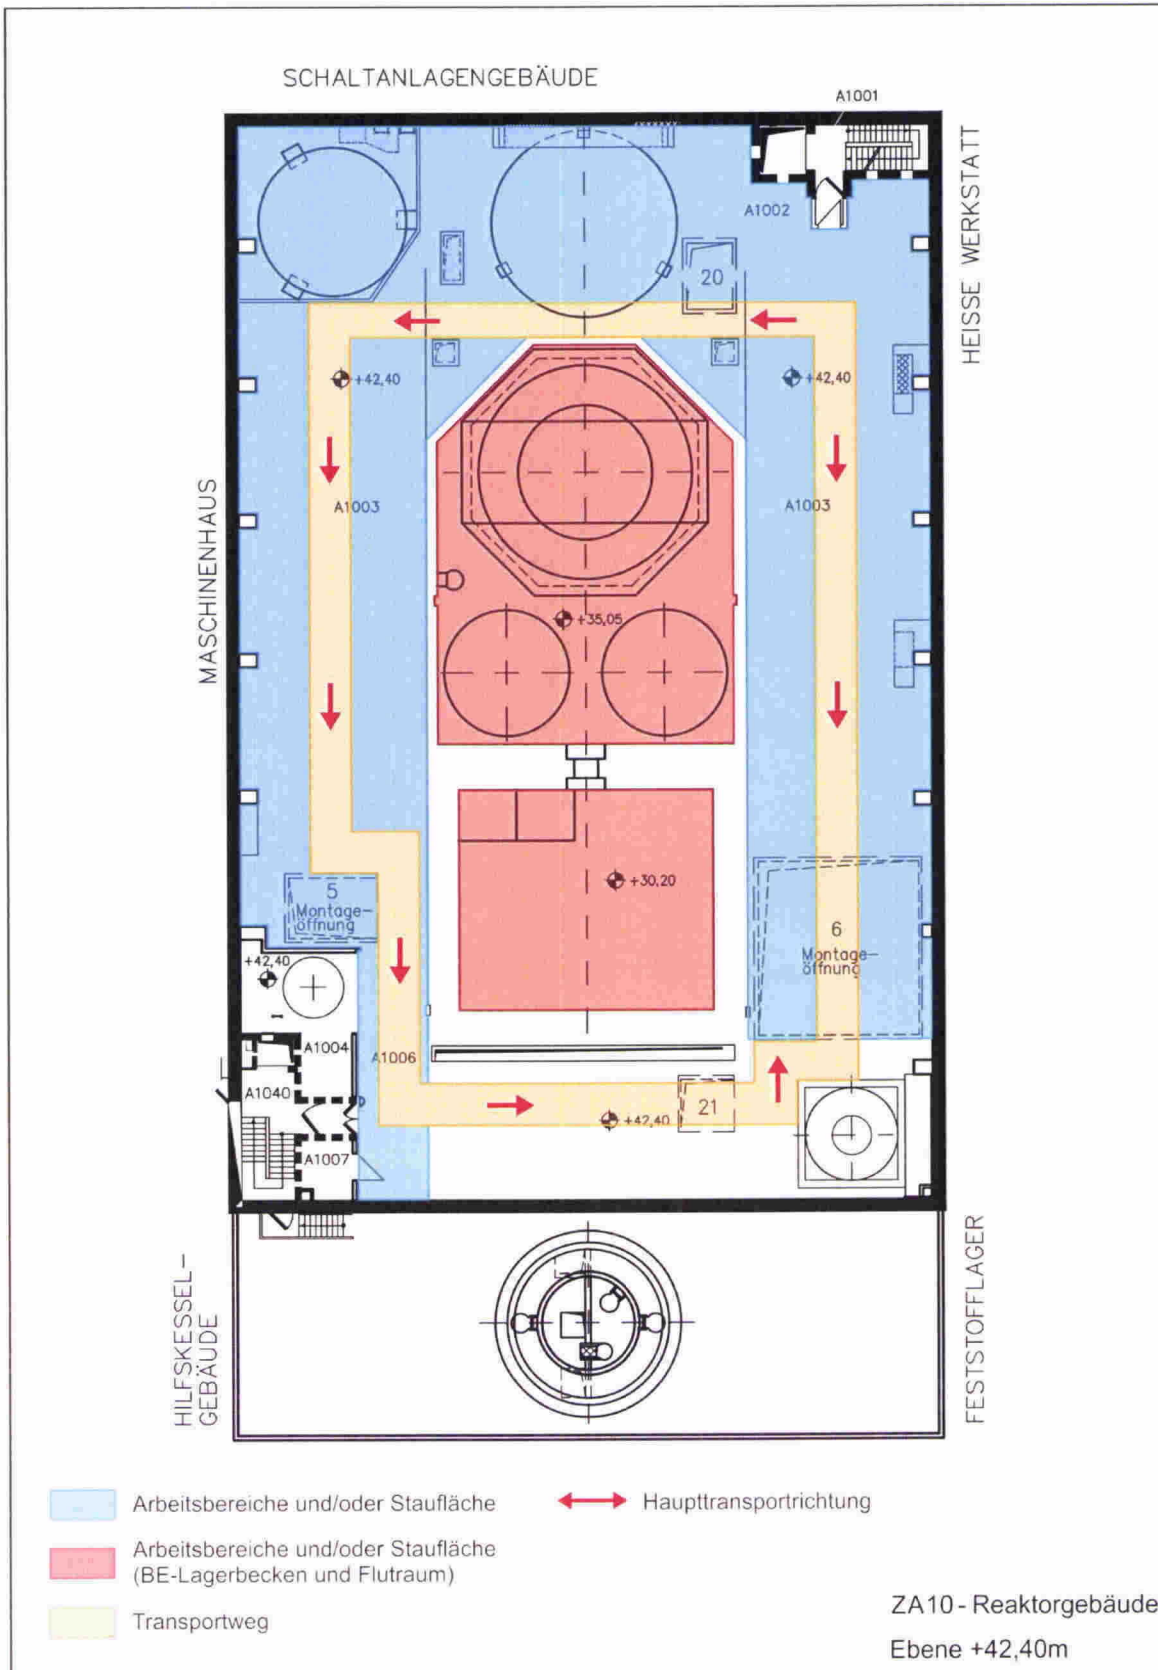 SCHALTANLAGENGEBÄUDE
A1001
HEISSE WERKSTATT
A1002
20
+42,40
+42,40
A1003
A1003
MASCHINENHAUS
+35,05
+30,20
5
Montage-
öffnung
6
Montage-
öffnung
+42,40
A1004
A1006
A1040
21
+42,40
A1007
HILFSKESSEL-
GEBÄUDE
FESTSTOFFLAGER
Arbeitsbereiche und/oder Staufläche
Haupttransportrichtung
Arbeitsbereiche und/oder Staufläche
(BE-Lagerbecken und Flutraum)
Transportweg
ZA10 - Reaktorgebäude
Ebene +42,40m